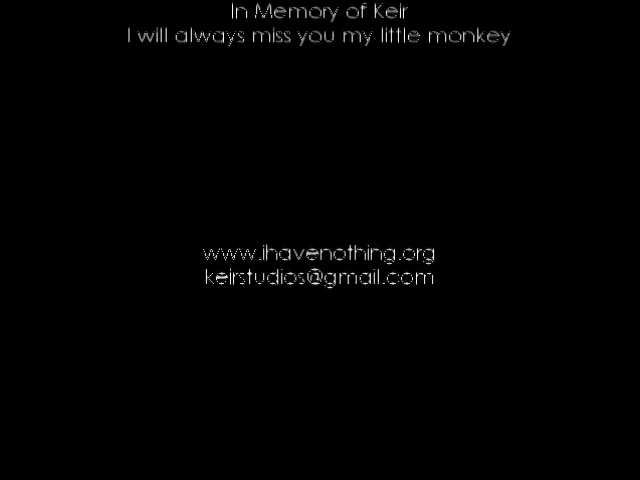 In Memory of Keir
I will always miss you my little monkey
www.ihavenothing.org
keirstudios@gmail.com